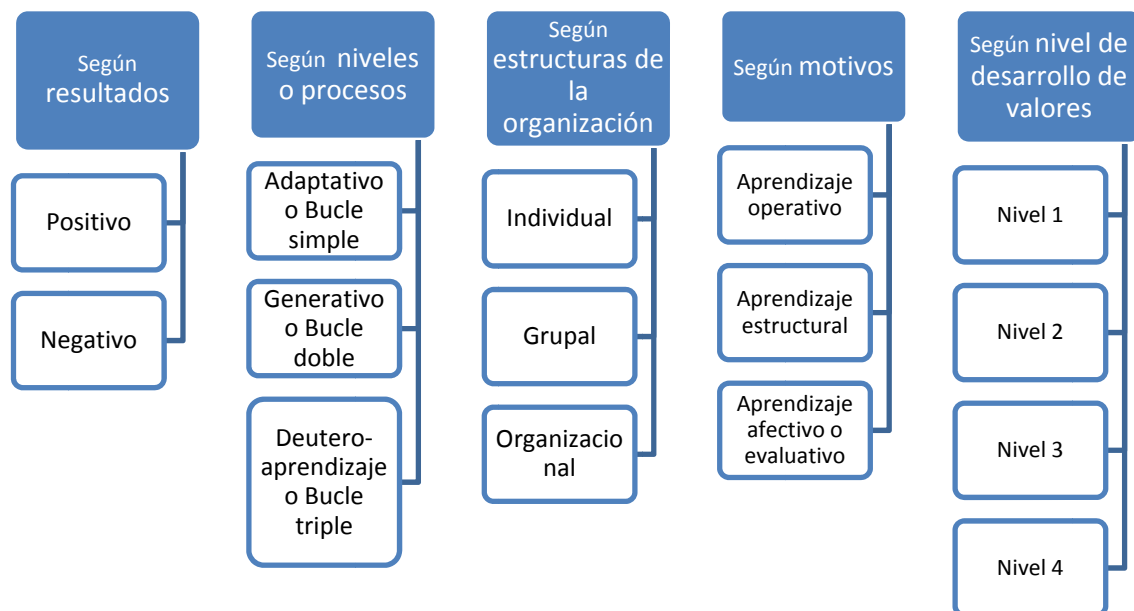 Según
resultados
Positivo
Negativo
Según niveles
o procesos
Adaptativo
o Bucle
simple
Generativo
o Bucle
doble
Deutero-
aprendizaje
o Bucle
triple
Según
estructuras de
la
organización
Individual
Grupal
Organizacio
nal
Según motivos
Aprendizaje
operativo
Aprendizaje
estructural
Aprendizaje
afectivo o
evaluativo
Según nivel de
desarrollo de
valores
Nivel 1
Nivel 2
Nivel 3
Nivel 4